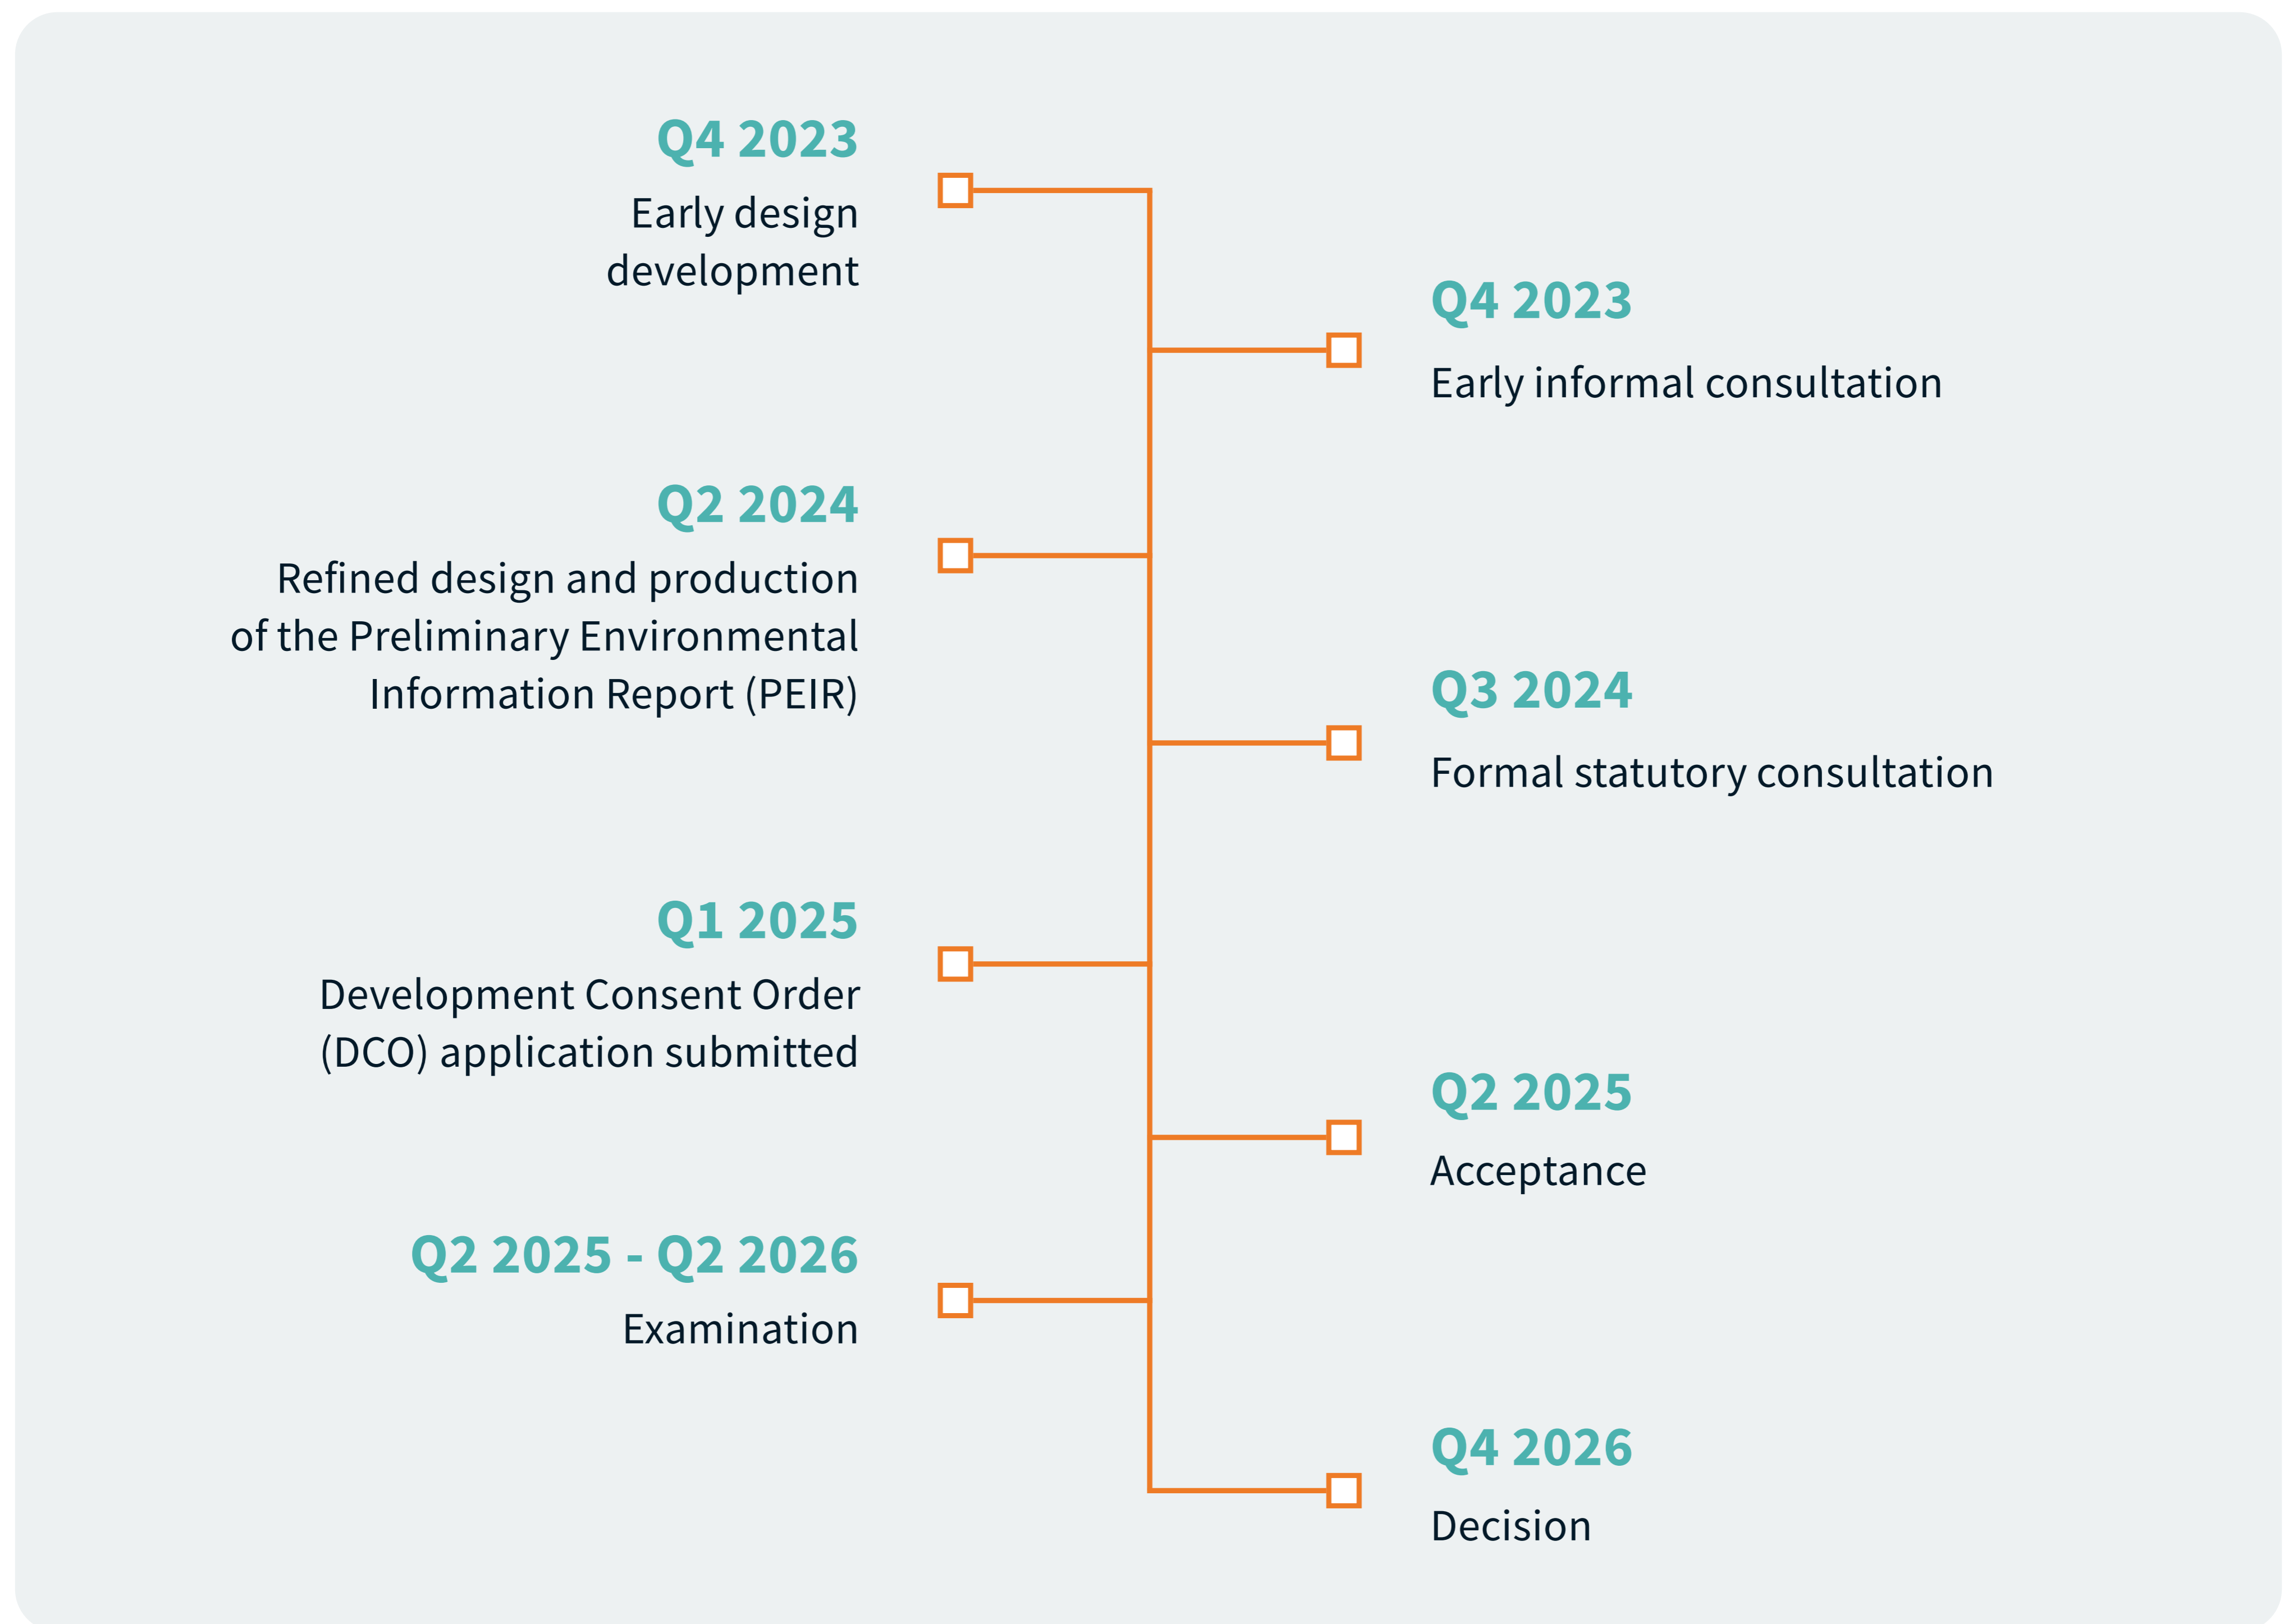 Q4 2023
Early design
development
Q4 2023
Early informal consultation
Q2 2024
Refined design and production
of the Preliminary Environmental
Information Report (PEIR)
Q3 2024
Formal statutory consultation
Q1 2025
Development Consent Order
(DCO) application submitted
Q2 2025
Acceptance
Q2 2025 - Q2 2026
Examination
Q4 2026
Decision